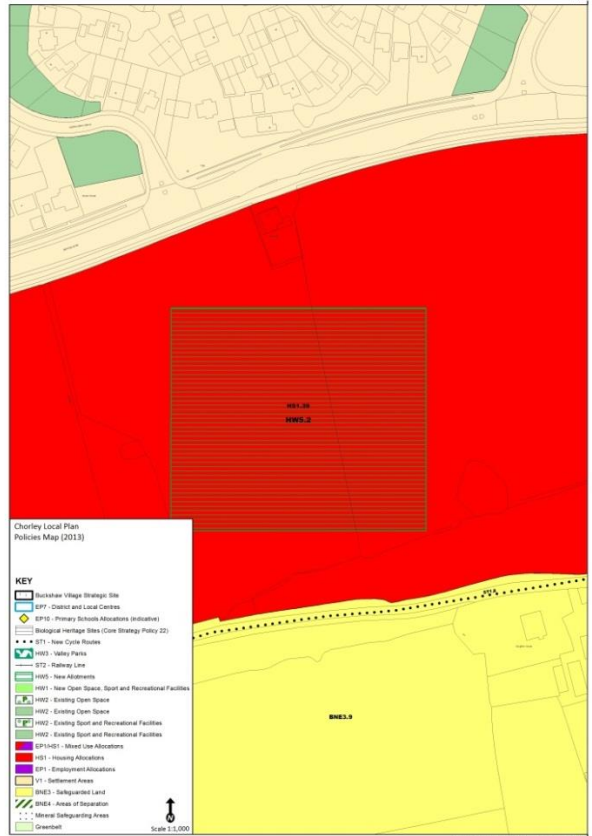 HW5.2
Chorley Local Plan
Policies Map (2013)
KEY
Buckshaw Village Strategic Site
EP7 - District and Local Centres
EP10 - Primary Schools Allocations (indicative)
Biological Heritage Sites (Core Strategy Policy 22)
ST1 - New Cycle Routes
HW3 - Valley Parks
ST2 - Railway Line
HW5 - New Allotments
HW1 - New Open Space, Sport and Recreational Facilities
HW2 - Existing Open Space
HW2 - Existing Open Space
HW2 - Existing Sport and Recreational Facilities
HW2 - Existing Sport and Recreational Facilities
EP1/HS1 - Mixed Use Allocations
HS1 - Housing Allocations
EP1 - Employment Allocations
V1 - Settlement Areas
BNE3 - Safeguarded Land
BNE4 - Areas of Separation
Mineral Safeguarding Areas
Greenbelt
N
Scale 1:1,000
BNE3.9